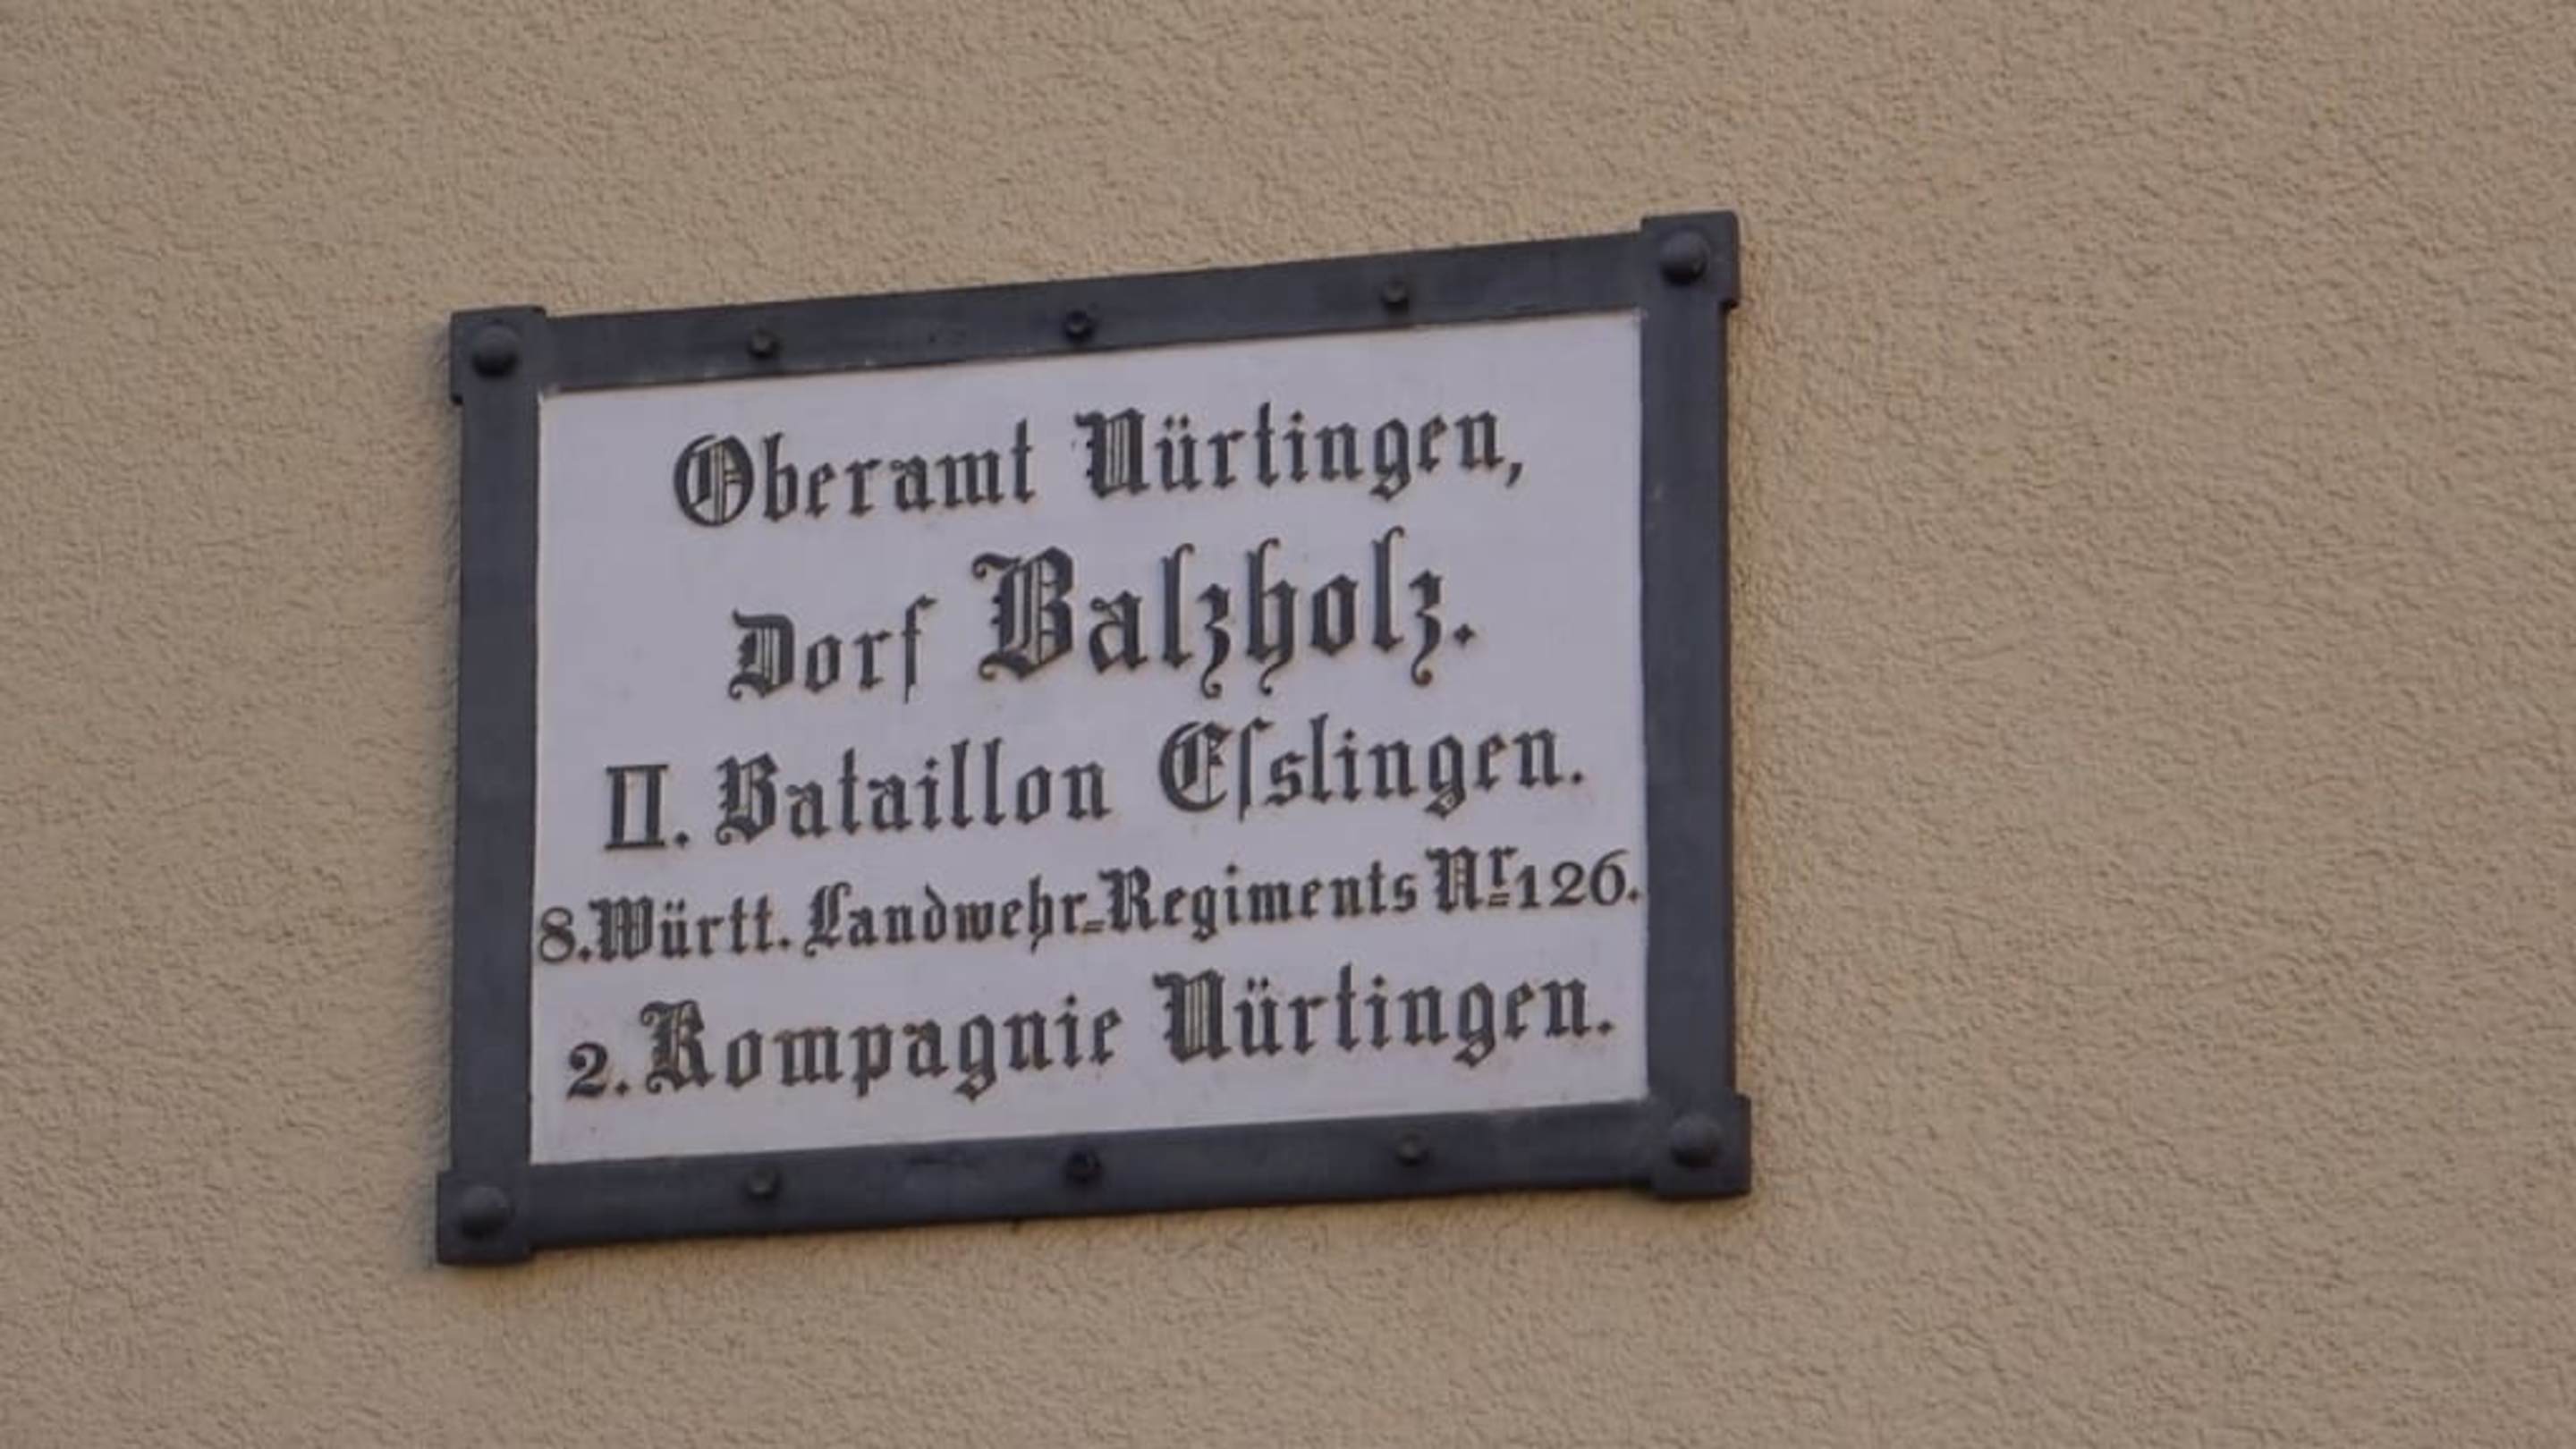 Oberamt Nürtingen,
Dorf Balzholz.
II. Bataillon Eſslingen.
8. Württ. Landwehr-Regiments Nr. 126.
2. Kompagnie Nürtingen.